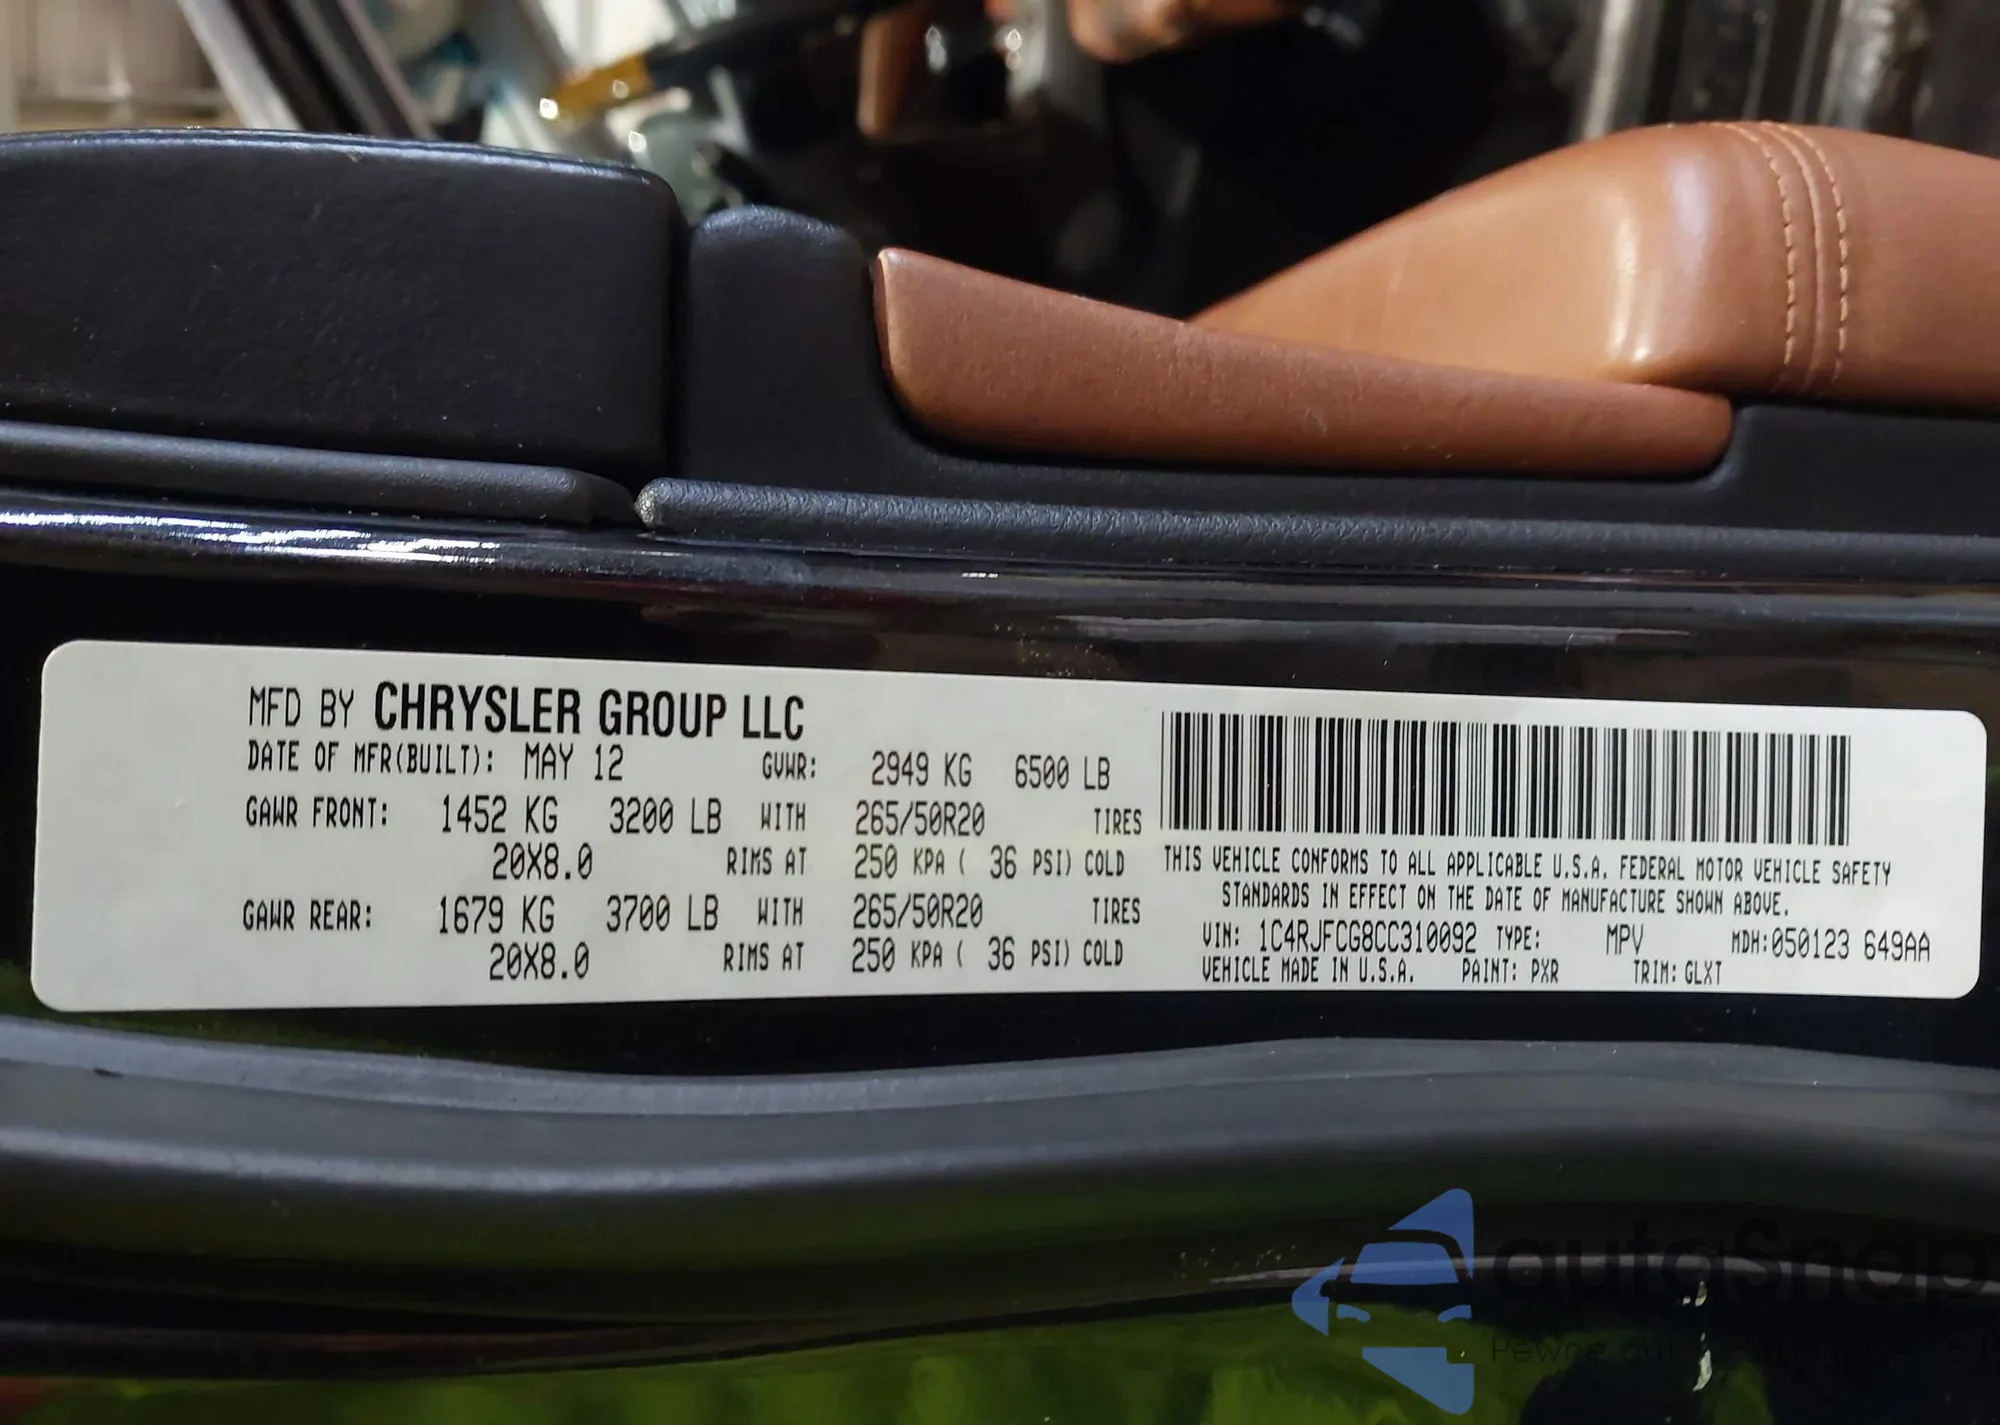 MFD BY CHRYSLER GROUP LLC
DATE OF MFR(BUILT): MAY 12 GVWR: 2949 KG 6500 LB
GAWR FRONT: 1452 KG 3200 LB WITH 265/50R20 TIRES
20X8.0 RIMS AT 250 KPA ( 36 PSI) COLD
GAWR REAR: 1679 KG 3700 LB WITH 265/50R20 TIRES
20X8.0 RIMS AT 250 KPA ( 36 PSI) COLD
THIS VEHICLE CONFORMS TO ALL APPLICABLE U.S.A. FEDERAL MOTOR VEHICLE SAFETY
STANDARDS IN EFFECT ON THE DATE OF MANUFACTURE SHOWN ABOVE.
VIN: 1C4RJFCG8CC310092 TYPE: MPV MDH:050123 649AA
VEHICLE MADE IN U.S.A. PAINT: PXR TRIM: GLXT
autoSnap
Pewne